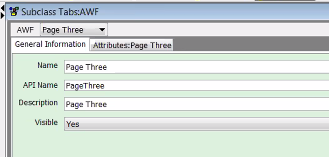 Subclass Tabs:AWF
AWF Page Three
General Information Attributes:Page Three
Name Page Three
API Name PageThree
Description Page Three
Visible Yes